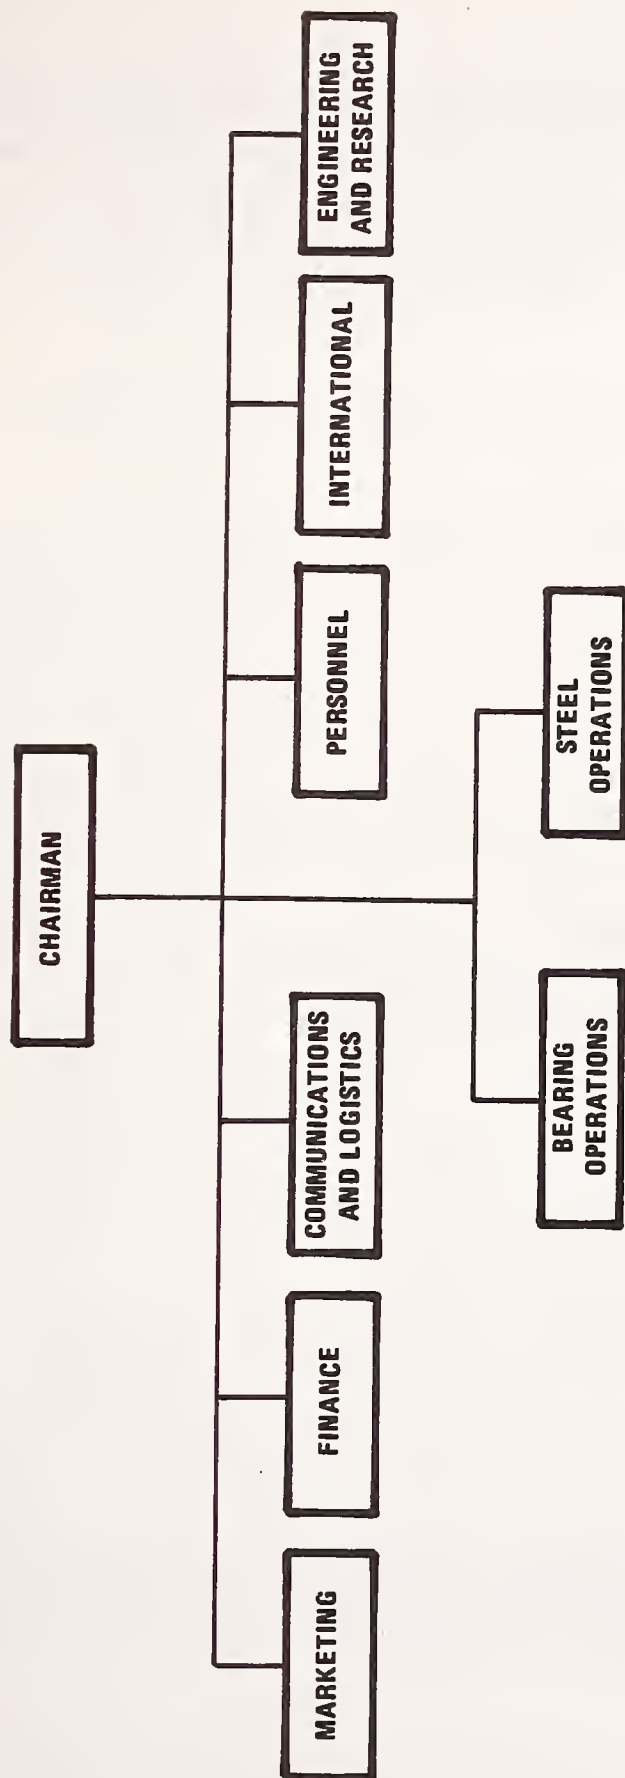 CHAIRMAN
MARKETING
FINANCE
COMMUNICATIONS
AND LOGISTICS
PERSONNEL
INTERNATIONAL
ENGINEERING
AND RESEARCH
BEARING
OPERATIONS
STEEL
OPERATIONS